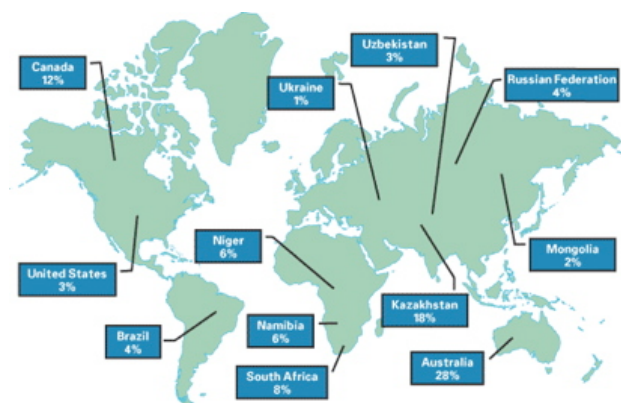 Uzbekistan
3%
Canada
12%
Ukraine
1%
Russian Federation
4%
Niger
6%
Mongolia
2%
United States
3%
Kazakhstan
18%
Brazil
4%
Namibia
6%
Australia
28%
South Africa
8%